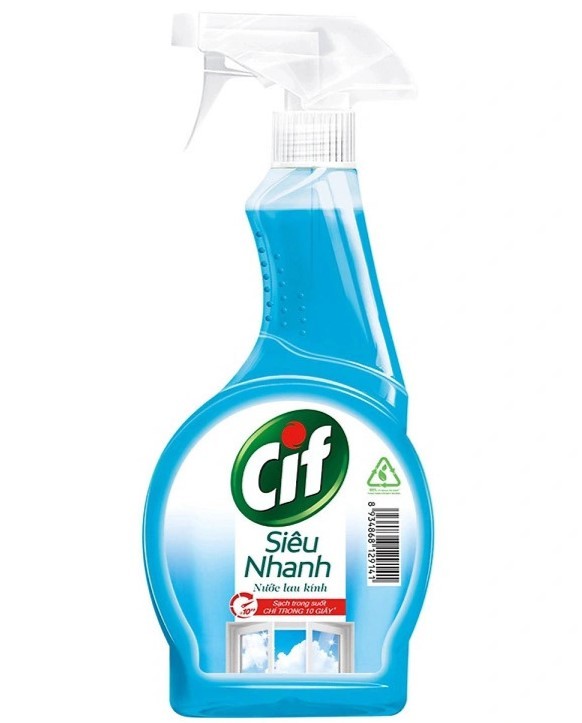 Cif
Siêu
Nhanh
Nước lau kính
Sạch trong suốt
CHỈ TRONG 10 GIÂY*
8 934868 129141